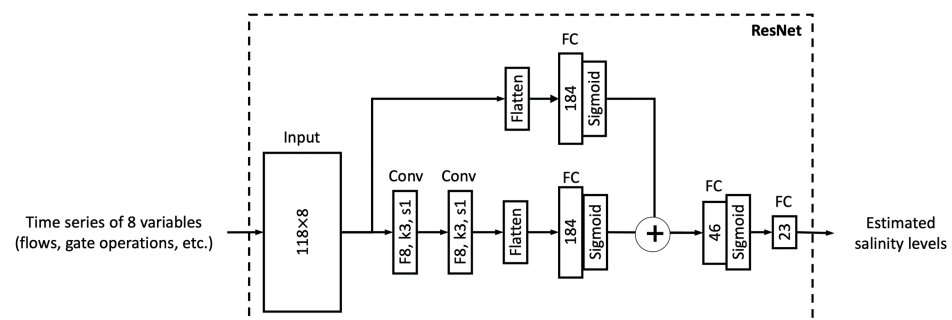 ResNet
FC
Flatten
184
Sigmoid
Input
118×8
Conv
Conv
F8, k3, s1
F8, k3, s1
Flatten
FC
184
Sigmoid
+
FC
46
Sigmoid
FC
23
Time series of 8 variables
(flows, gate operations, etc.)
Estimated
salinity levels